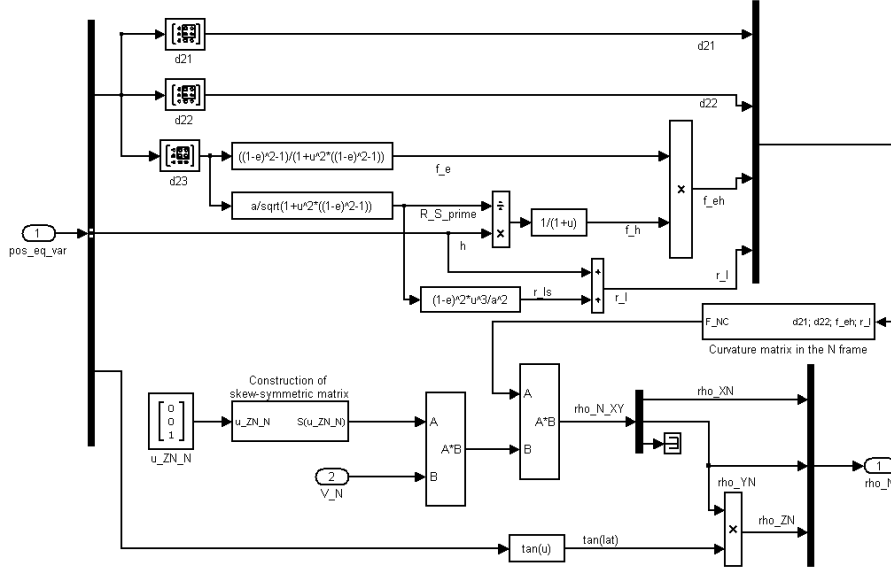 d21
d21
d22
d22
d23
((1-e)^2-1)/(1+u^2*((1-e)^2-1))
f_e
a/sqrt(1+u^2*((1-e)^2-1))
R_S_prime
÷
×
1/(1+u)
f_h
×
f_eh
1
pos_eq_var
h
+
+
r_l
r_l
(1-e)^2*u^3/a^2
r_ls
F_NC
d21; d22; f_eh; r_l
Curvature matrix in the N frame
0
0
1
u_ZN_N
Construction of
skew-symmetric matrix
u_ZN_N
S(u_ZN_N)
A
B
A*B
2
V_N
A
B
A*B
rho_N_XY
rho_XN
rho_YN
×
rho_ZN
1
rho_N
tan(u)
tan(lat)